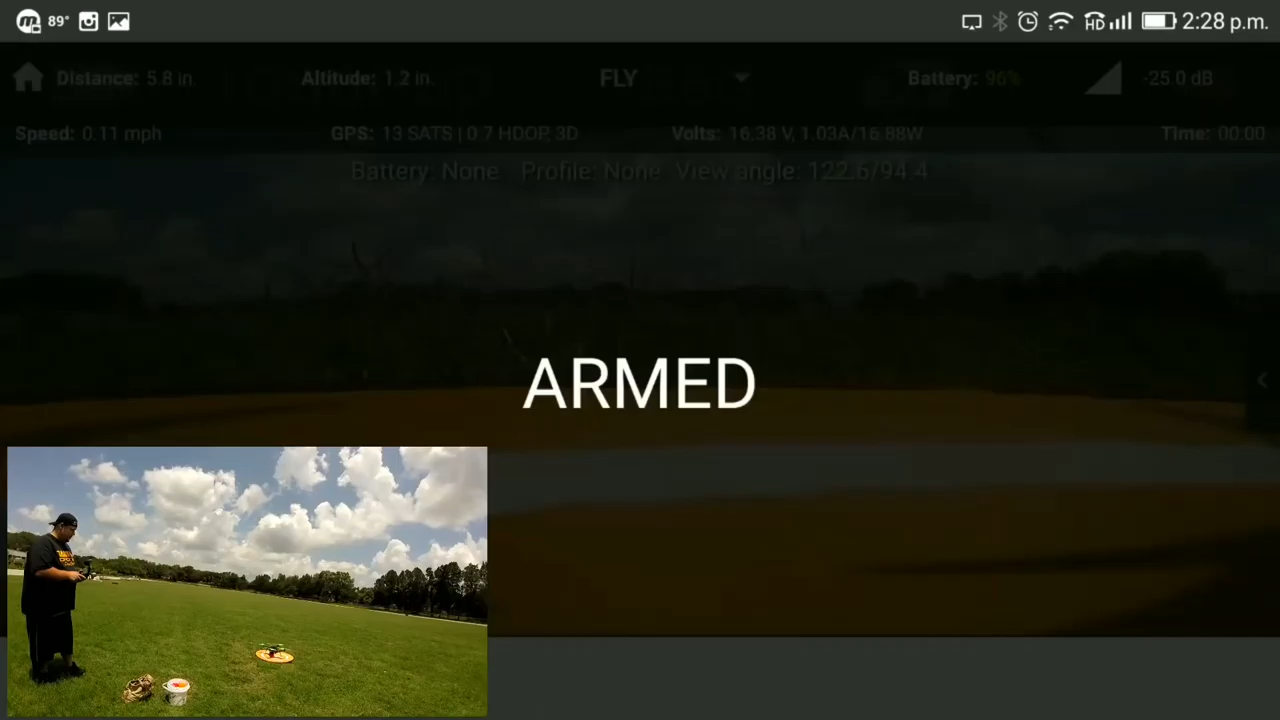 89° HD 2:28 p.m.
Distance: 5.8 in. Altitude: 1.2 in. FLY Battery: 96% -25.0 dB
Speed: 0.11 mph GPS: 13 SATS | 0.7 HDOP, 3D Volts: 16.38 V, 1.03A/16.88W Time: 00:00
Battery: None Profile: None View angle: 122.6/94.4
ARMED